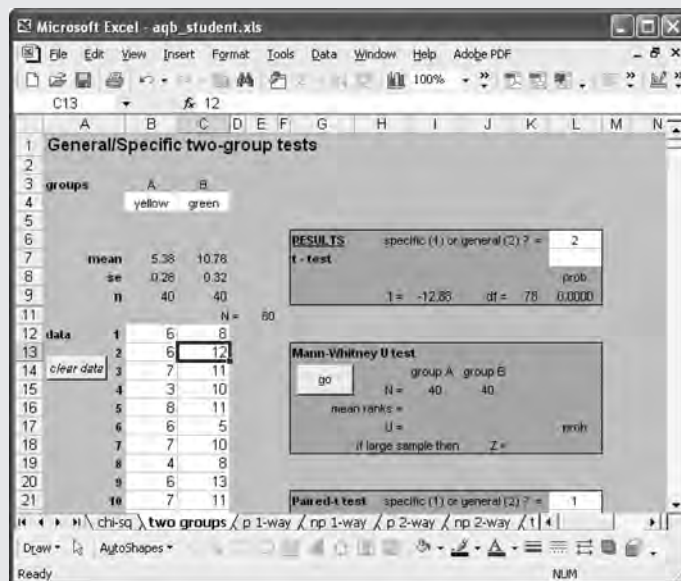 Microsoft Excel - aqb_student.xls
File Edit View Insert Format Tools Data Window Help Adobe PDF
100%
C13 fx 12
A B C D E F G H I J K L M N
1 General/Specific two-group tests
2
3 groups A B
4 yellow green
5
6 RESULTS specific (1) or general (2) ? = 2
7 mean 5.38 10.78 t - test
8 se 0.28 0.32 prob
9 n 40 40 t = -12.88 df = 78 0.0000
11 N = 80
12 data 1 6 8
13 2 6 12 Mann-Whitney U test
14 clear data 3 7 11 go group A group B
15 4 3 10 N = 40 40
16 5 8 11 mean ranks =
17 6 6 5 U = prob
18 7 7 10 if large sample then Z =
19 8 4 8
20 9 6 13
21 10 7 11 Paired-t test specific (1) or general (2) ? = 1
chi-sq two groups p 1-way np 1-way p 2-way np 2-way t
Draw AutoShapes
Ready NUM